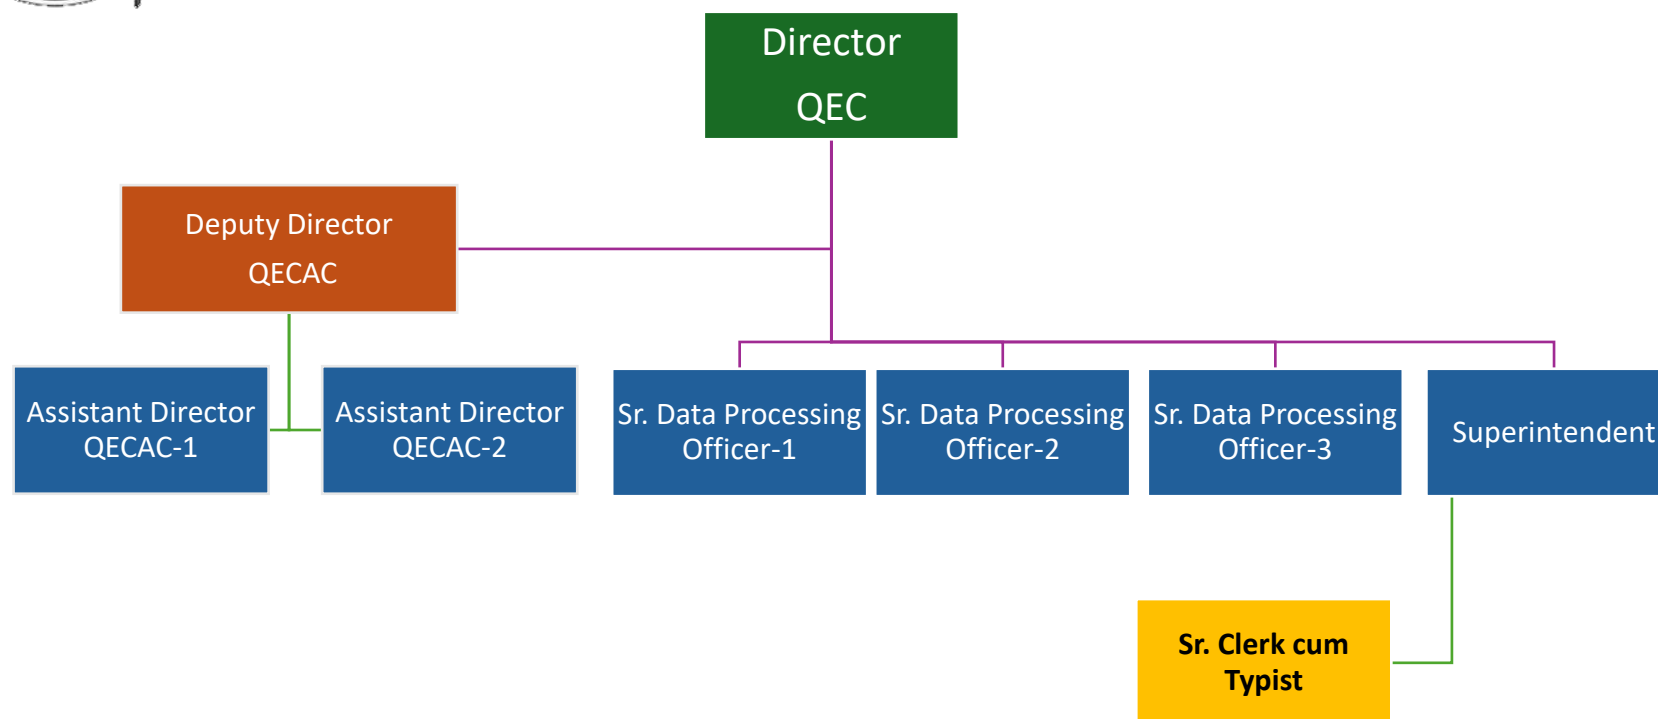 Director
QEC
Deputy Director
QECAC
Assistant Director
QECAC-1
Assistant Director
QECAC-2
Sr. Data Processing
Officer-1
Sr. Data Processing
Officer-2
Sr. Data Processing
Officer-3
Superintendent
Sr. Clerk cum
Typist